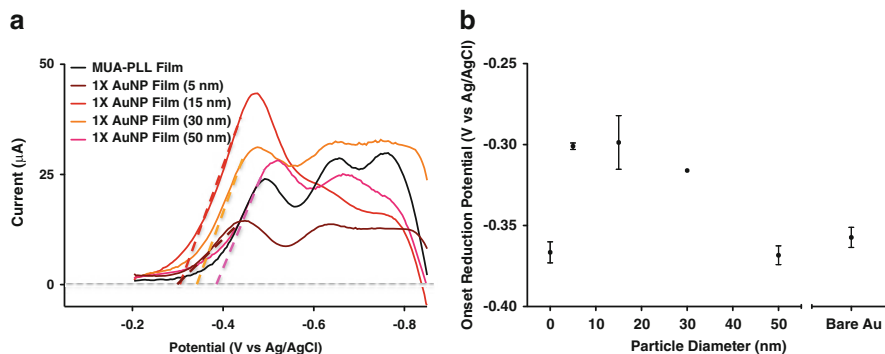 a
50
25
0
Current (µA)
MUA-PLL Film
1X AuNP Film (5 nm)
1X AuNP Film (15 nm)
1X AuNP Film (30 nm)
1X AuNP Film (50 nm)
-0.2
-0.4
-0.6
-0.8
Potential (V vs Ag/AgCl)
b
-0.25
-0.30
-0.35
-0.40
Onset Reduction Potential (V vs Ag/AgCl)
0
10
20
30
40
50
Bare Au
Particle Diameter (nm)